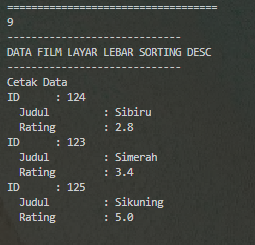 ===================================
9
-----------------------------
DATA FILM LAYAR LEBAR SORTING DESC
-----------------------------
Cetak Data
ID      : 124
  Judul         : Sibiru
  Rating        : 2.8
ID      : 123
  Judul         : Simerah
  Rating        : 3.4
ID      : 125
  Judul         : Sikuning
  Rating        : 5.0